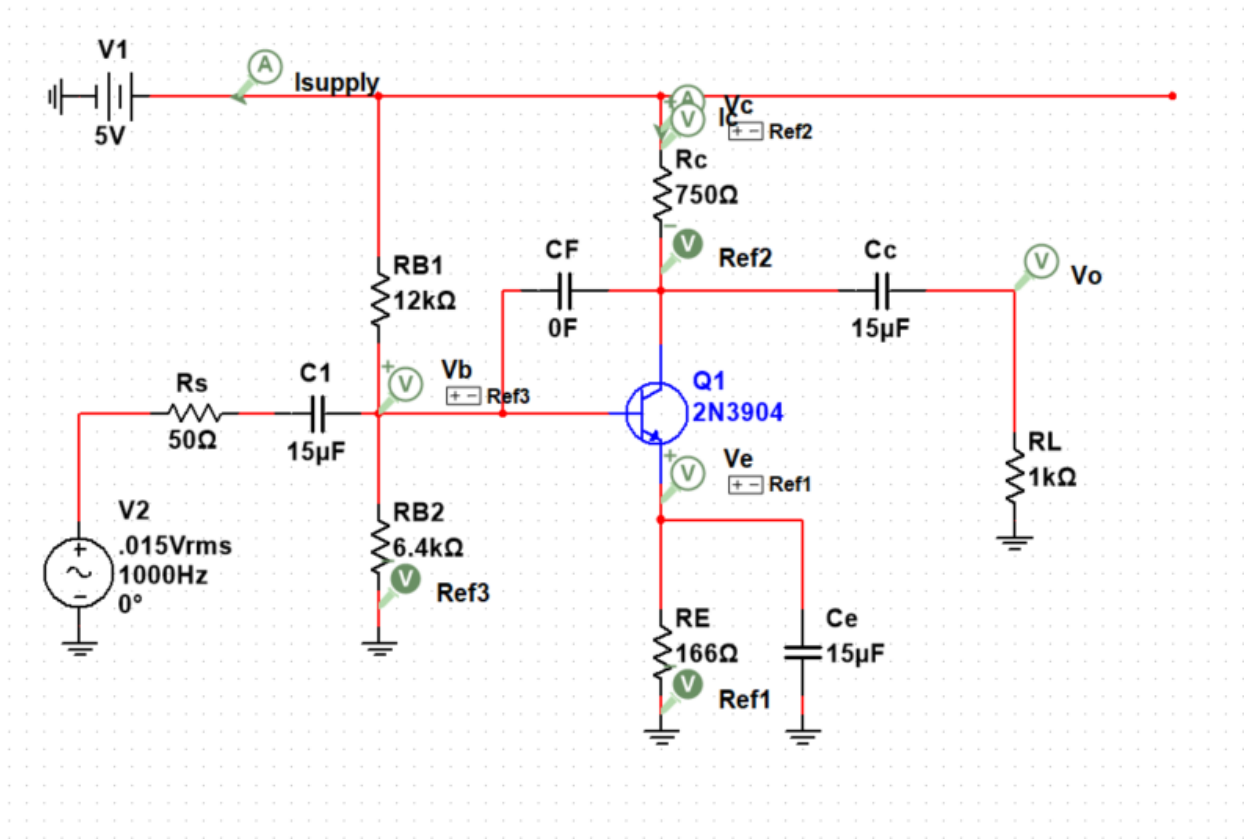 V1
A
Isupply
5V
A
Vc
V
Ic
+ - Ref2
Rc
750Ω
V
Ref2
CF
0F
Cc
15µF
V
Vo
RB1
12kΩ
Rs
50Ω
C1
15µF
V
Vb
+ - Ref3
Q1
2N3904
V
Ve
+ - Ref1
RL
1kΩ
V2
.015Vrms
1000Hz
0°
RB2
6.4kΩ
V
Ref3
RE
166Ω
V
Ref1
Ce
15µF